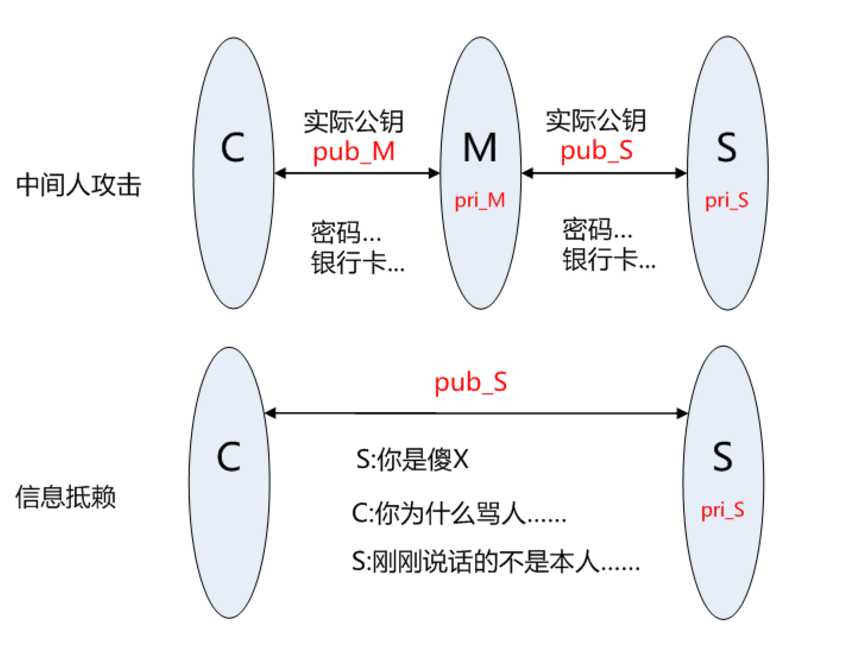 C
M
S
实际公钥
pub_M
实际公钥
pub_S
pri_M
pri_S
中间人攻击
密码...
银行卡...
密码...
银行卡...
pub_S
C
S
pri_S
信息抵赖
S:你是傻X
C:你为什么骂人......
S:刚刚说话的不是本人......